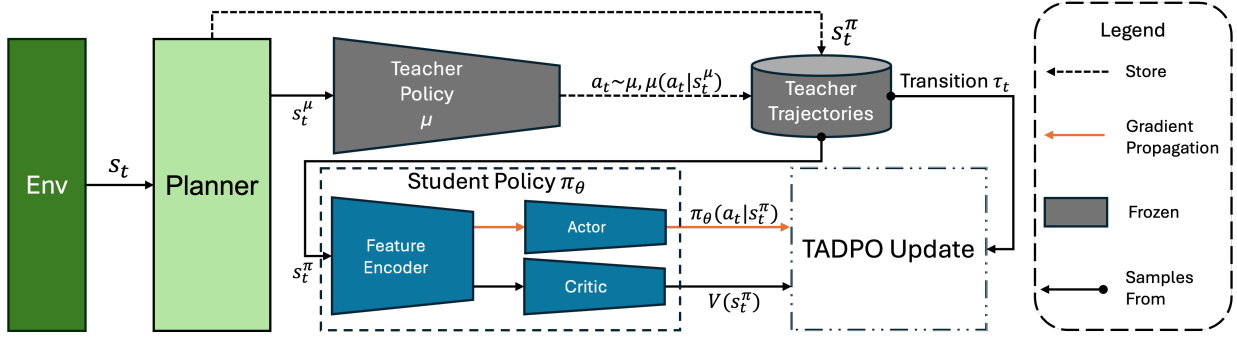 Env
s_t
Planner
s_t^μ
Teacher
Policy
μ
a_t~μ, μ(a_t|s_t^μ)
s_t^π
Teacher
Trajectories
Transition τ_t
Student Policy π_θ
s_t^π
Feature
Encoder
Actor
Critic
π_θ(a_t|s_t^π)
V(s_t^π)
TADPO Update
Legend
Store
Gradient
Propagation
Frozen
Samples
From